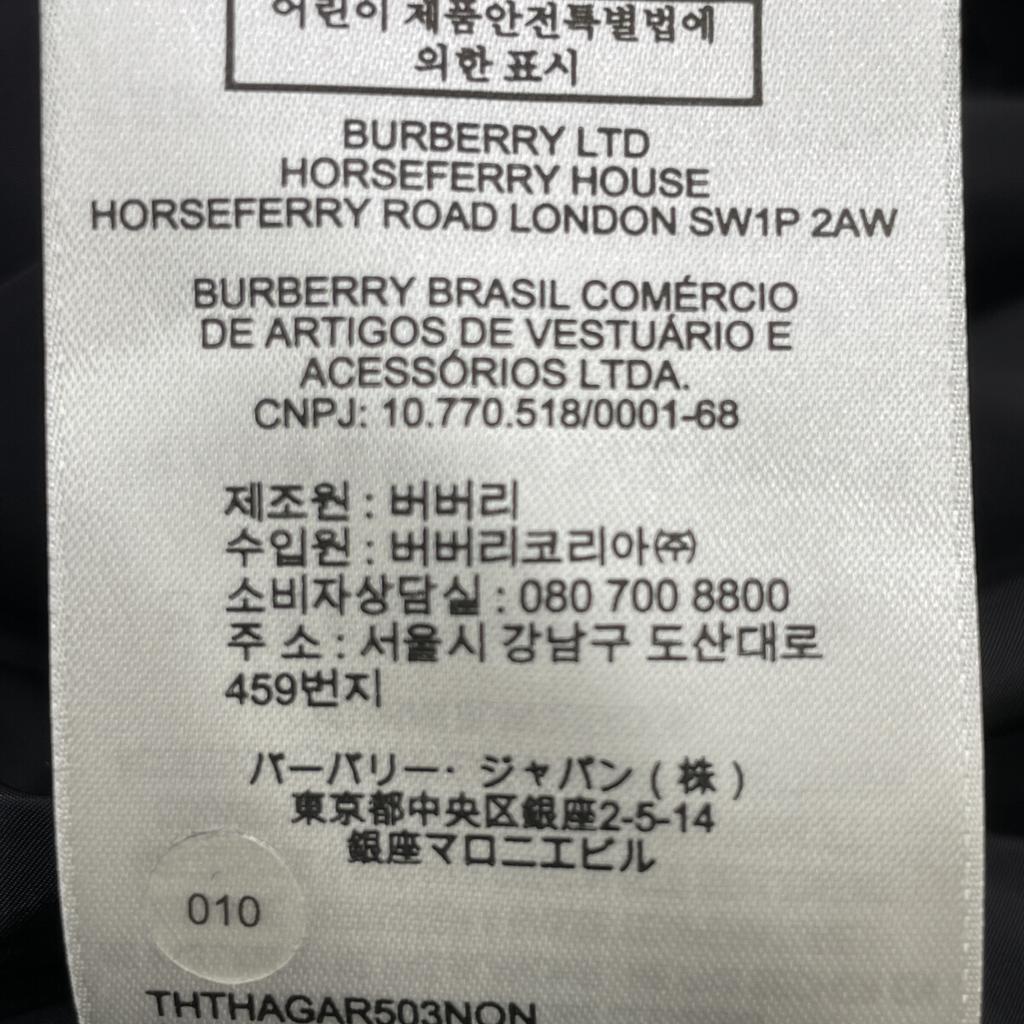 어린이 제품안전특별법에
의한 표시
BURBERRY LTD
HORSEFERRY HOUSE
HORSEFERRY ROAD LONDON SW1P 2AW
BURBERRY BRASIL COMÉRCIO
DE ARTIGOS DE VESTUÁRIO E
ACESSÓRIOS LTDA.
CNPJ: 10.770.518/0001-68
제조원 : 버버리
수입원 : 버버리코리아㈜
소비자상담실 : 080 700 8800
주 소 : 서울시 강남구 도산대로
459번지
バーバリー· ジャパン ( 株 )
東京都中央区銀座2-5-14
銀座マロニエビル
010
THTHAGAR503NON